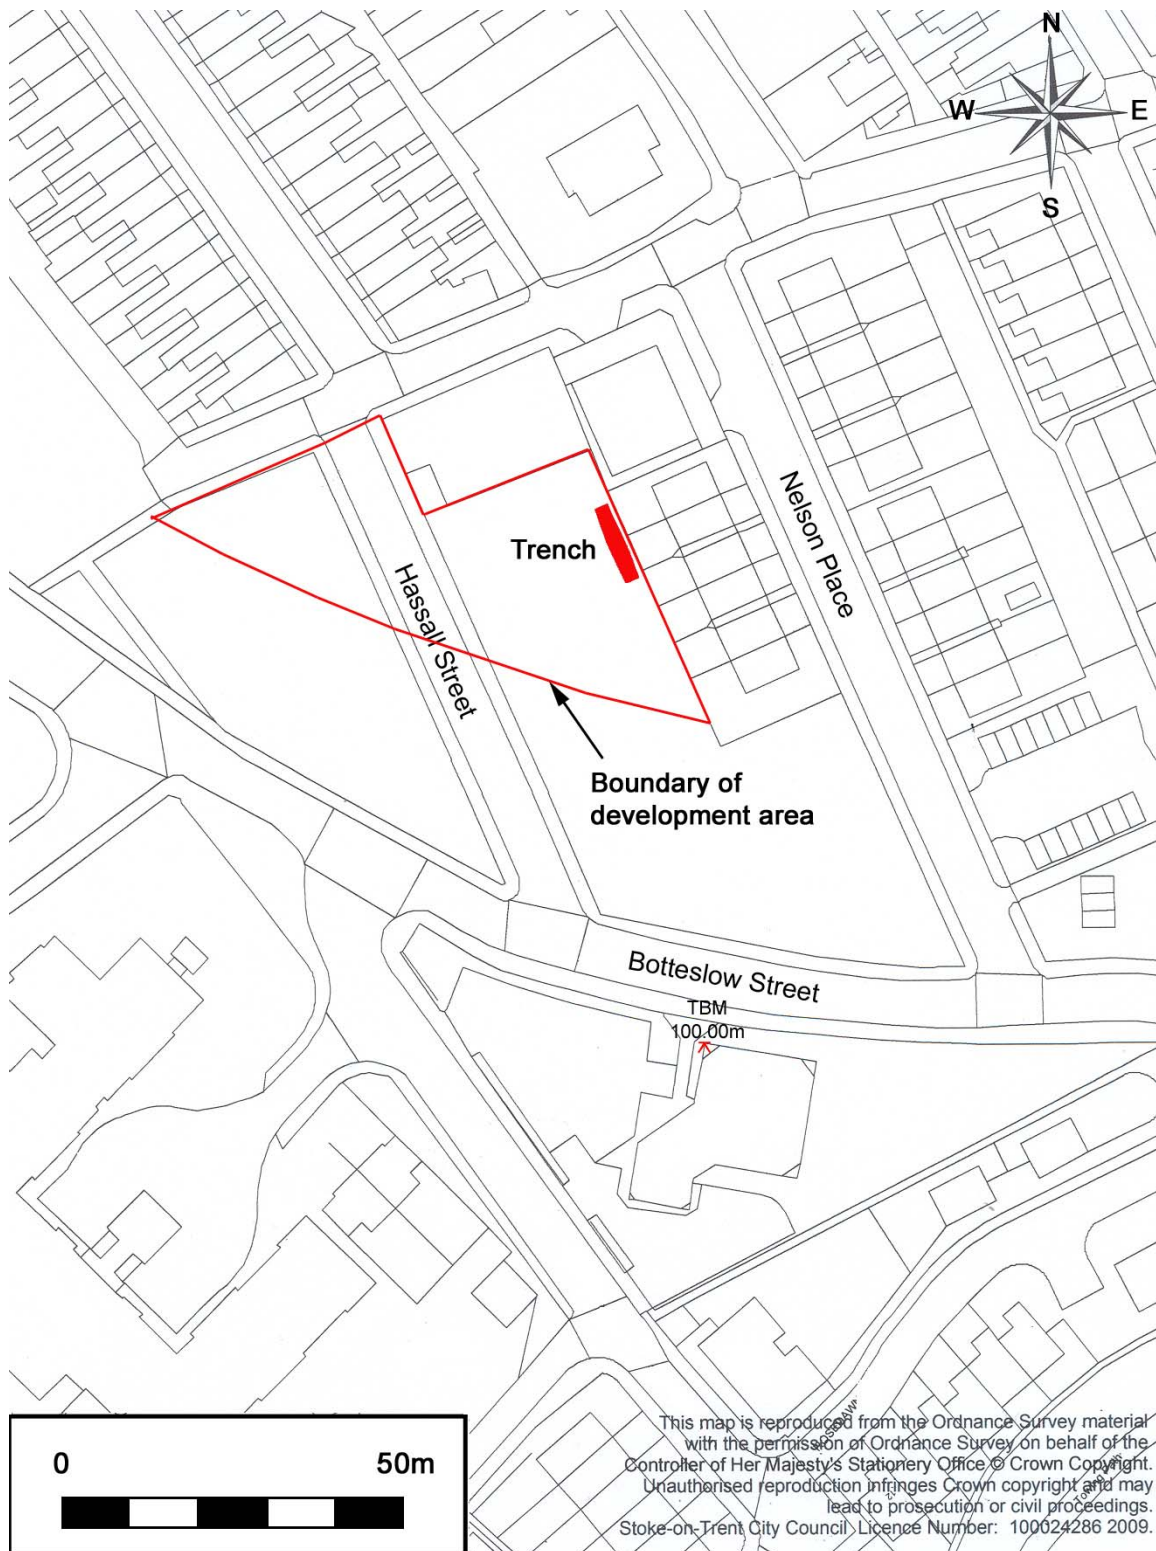 N
W
E
S
Nelson Place
Trench
Hassall Street
Boundary of
development area
Botteslow Street
TBM
100.00m
0
50m
This map is reproduced from the Ordnance Survey material
with the permission of Ordnance Survey on behalf of the
Controller of Her Majesty's Stationery Office © Crown Copyright.
Unauthorised reproduction infringes Crown copyright and may
lead to prosecution or civil proceedings.
Stoke-on-Trent City Council Licence Number: 100024286 2009.